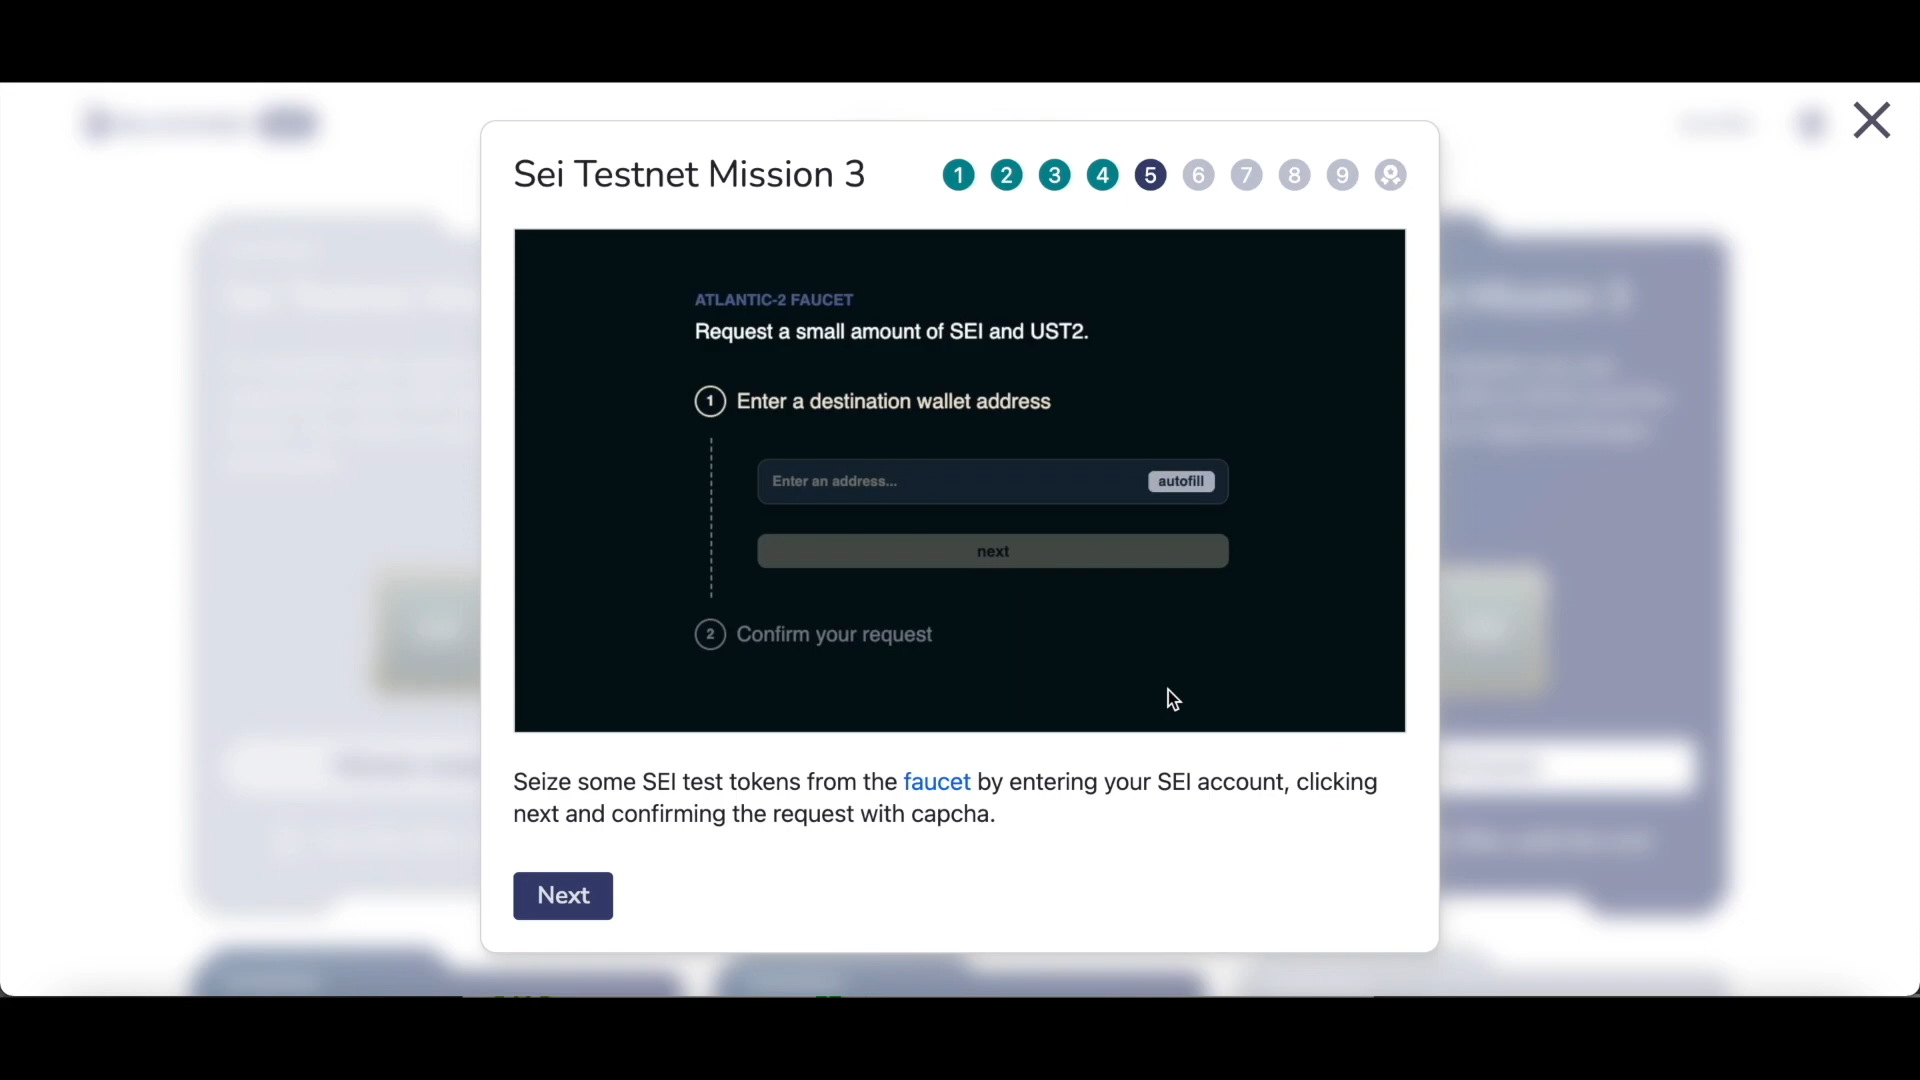 Sei Testnet Mission 3
1 2 3 4 5 6 7 8 9
ATLANTIC-2 FAUCET
Request a small amount of SEI and UST2.
1 Enter a destination wallet address
Enter an address... autofill
next
2 Confirm your request
Seize some SEI test tokens from the faucet by entering your SEI account, clicking
next and confirming the request with capcha.
Next